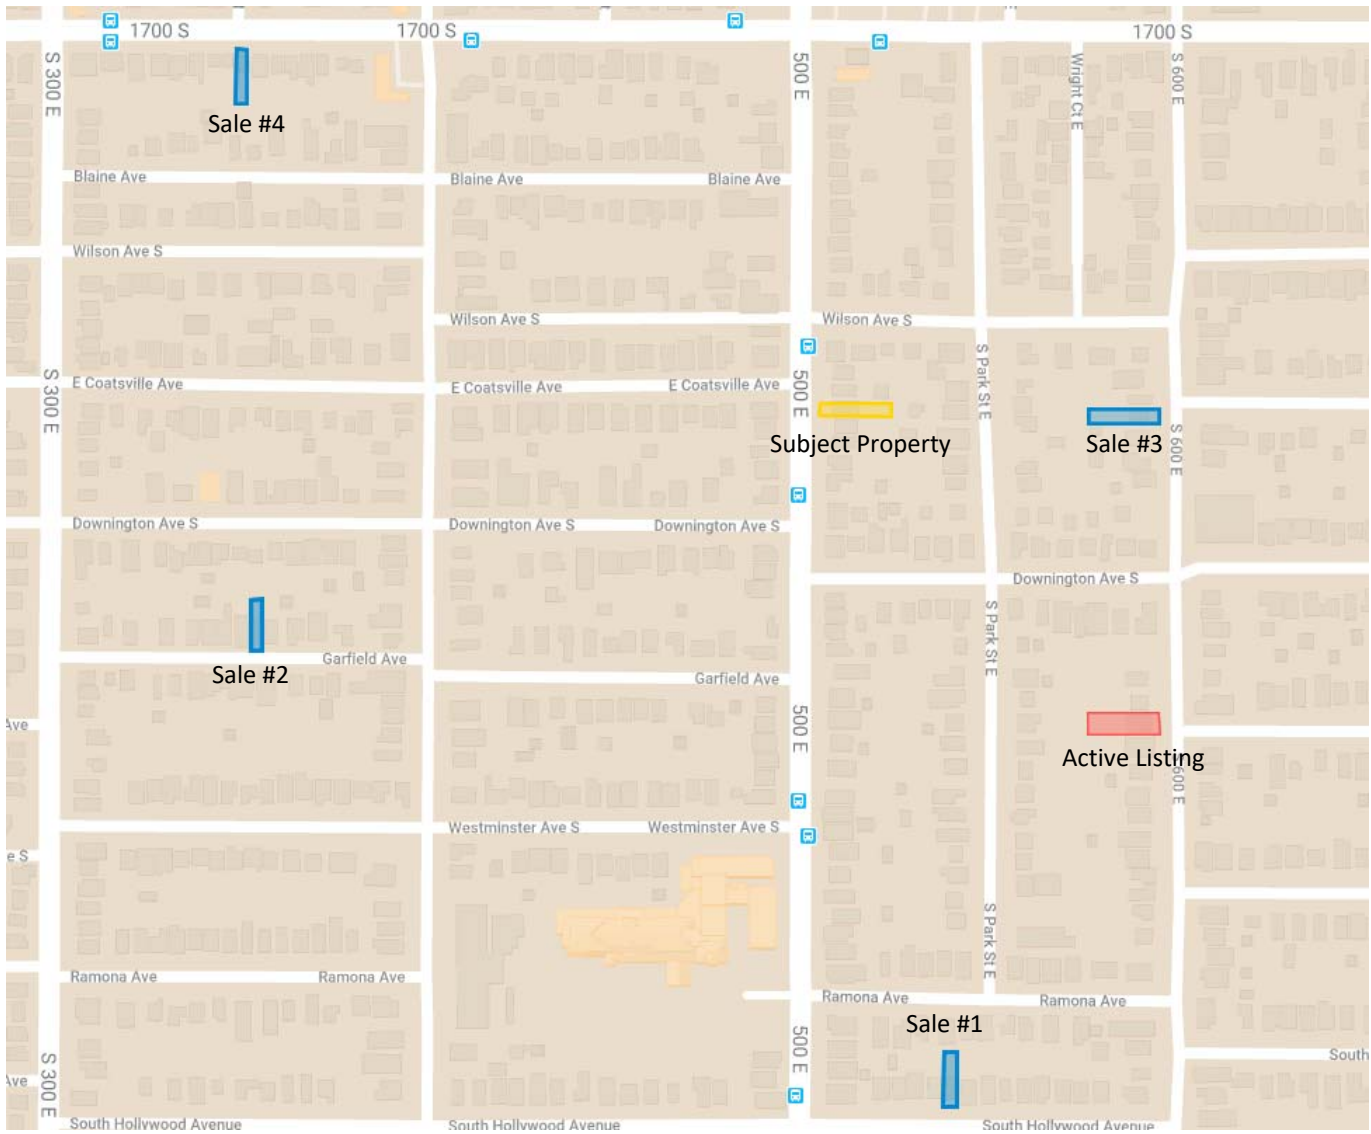 1700 S
1700 S
1700 S
S 300 E
500 E
Wright Ct E
S 600 E
Sale #4
Blaine Ave
Blaine Ave
Blaine Ave
Wilson Ave S
Wilson Ave S
Wilson Ave S
S 300 E
E Coatsville Ave
E Coatsville Ave
E Coatsville Ave
500 E
S Park St E
Subject Property
Sale #3
S 600 E
Downington Ave S
Downington Ave S
Downington Ave S
Downington Ave S
S Park St E
Garfield Ave
Sale #2
Garfield Ave
Ave
500 E
Active Listing
600 E
Westminster Ave S
Westminster Ave S
e S
S Park St E
Ramona Ave
Ramona Ave
Ramona Ave
Ramona Ave
Sale #1
S 300 E
500 E
South
Ave
South Hollywood Avenue
South Hollywood Avenue
South Hollywood Avenue